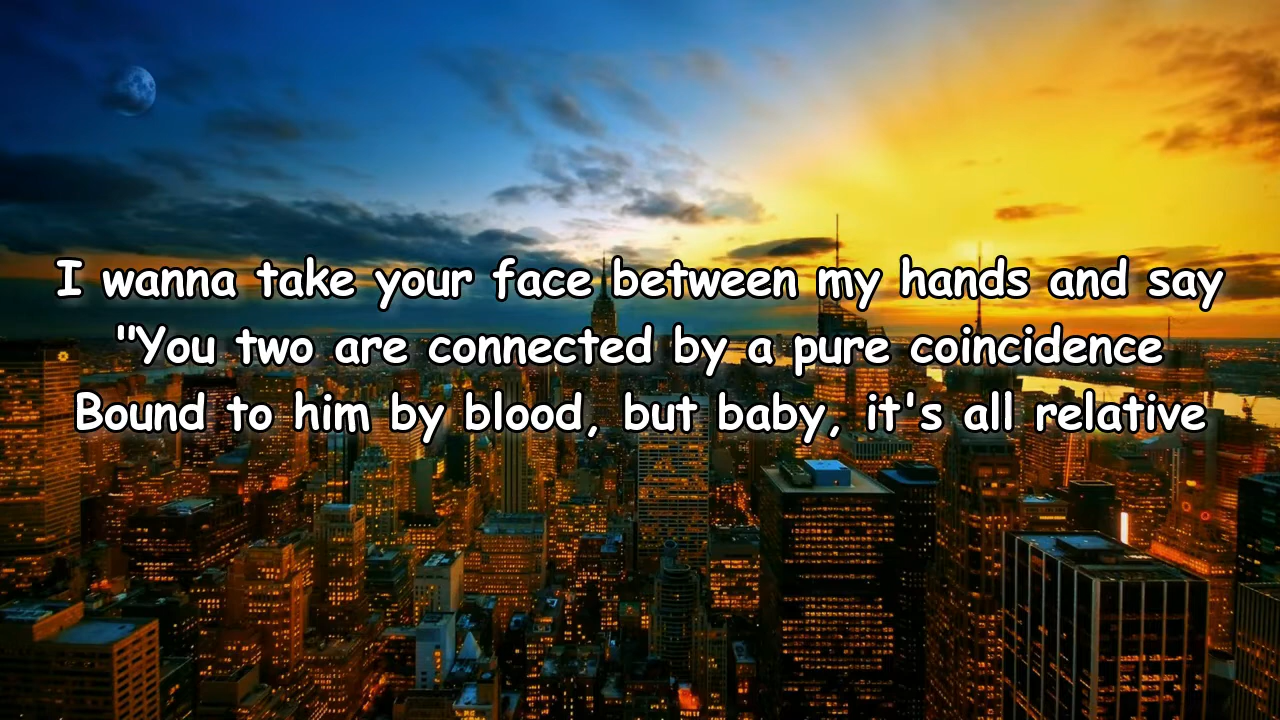 I wanna take your face between my hands and say
"You two are connected by a pure coincidence
Bound to him by blood, but baby, it's all relative